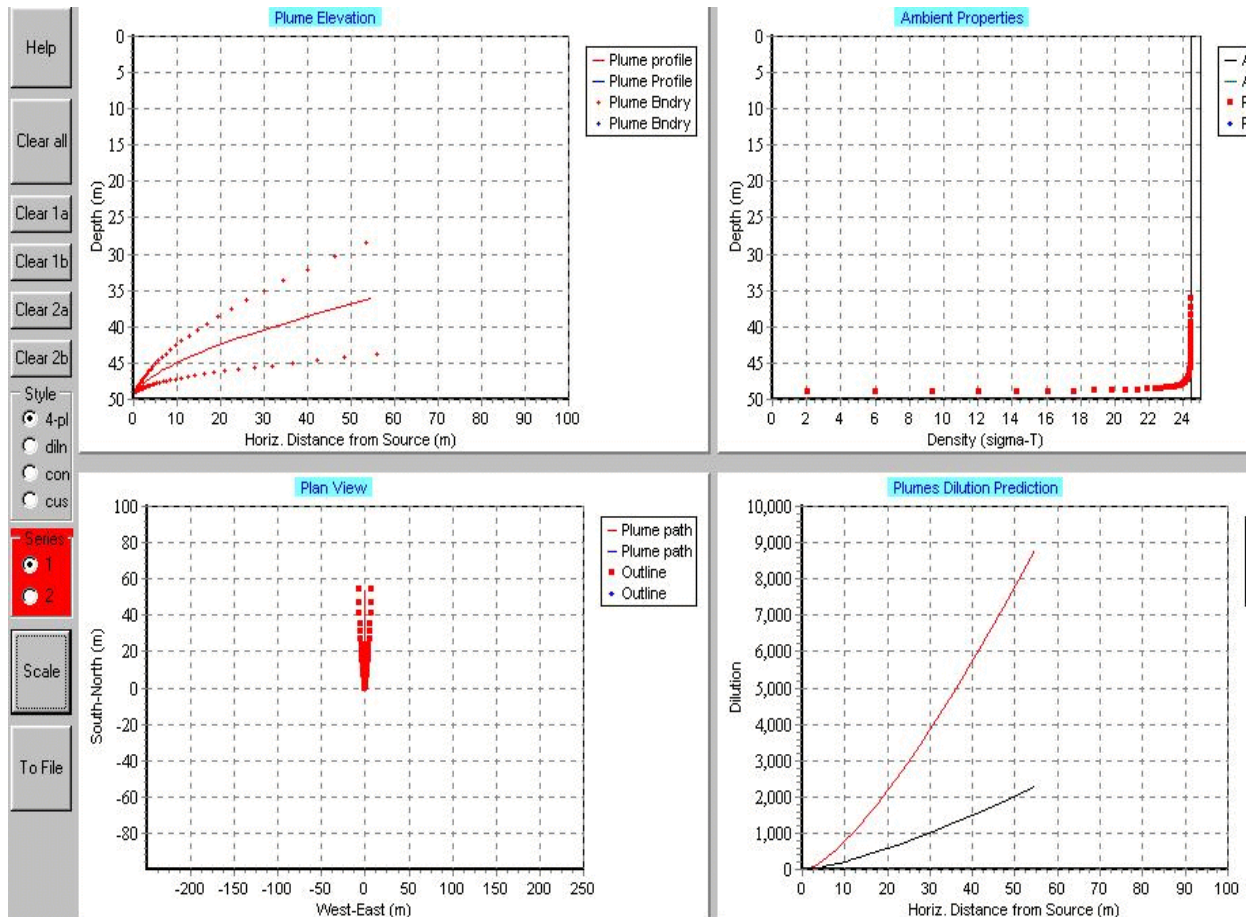 Help
Clear all
Clear 1a
Clear 1b
Clear 2a
Clear 2b
Style
4-pl
diln
con
cus
Series
1
2
Scale
To File
Plume Elevation
0
5
10
15
20
25
30
35
40
45
50
Depth (m)
0 10 20 30 40 50 60 70 80 90 100
Horiz. Distance from Source (m)
Plume profile
Plume Profile
Plume Bndry
Plume Bndry
Ambient Properties
0
5
10
15
20
25
30
35
40
45
50
Depth (m)
0 2 4 6 8 10 12 14 16 18 20 22 24
Density (sigma-T)
A
A
P
P
Plan View
100
80
60
40
20
0
-20
-40
-60
-80
South-North (m)
-200 -150 -100 -50 0 50 100 150 200 250
West-East (m)
Plume path
Plume path
Outline
Outline
Plumes Dilution Prediction
10,000
9,000
8,000
7,000
6,000
5,000
4,000
3,000
2,000
1,000
0
Dilution
0 10 20 30 40 50 60 70 80 90 100
Horiz. Distance from Source (m)